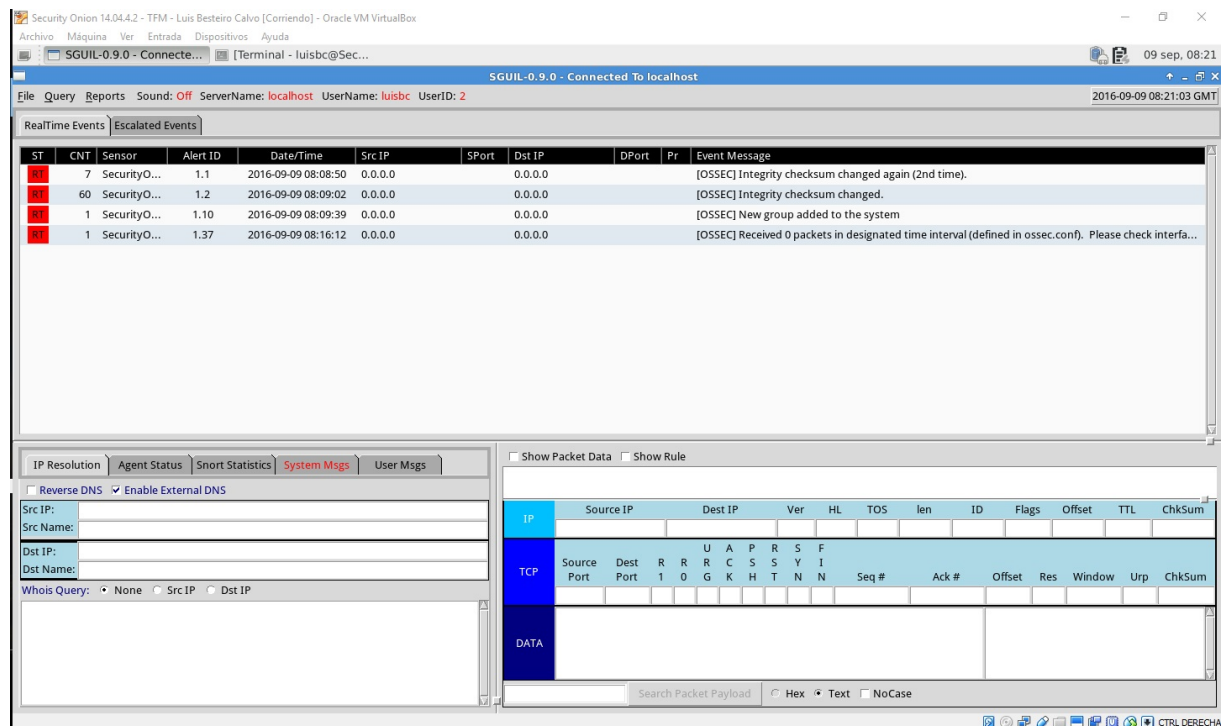 Security Onion 14.04.4.2 - TFM - Luis Besteiro Calvo [Corriendo] - Oracle VM VirtualBox
Archivo Máquina Ver Entrada Dispositivos Ayuda
SGUIL-0.9.0 - Connecte... [Terminal - luisbc@Sec... 09 sep, 08:21
SGUIL-0.9.0 - Connected To localhost
File Query Reports Sound: Off ServerName: localhost UserName: luisbc UserID: 2 2016-09-09 08:21:03 GMT
RealTime Events Escalated Events
ST CNT Sensor Alert ID Date/Time Src IP SPort Dst IP DPort Pr Event Message
RT 7 SecurityO... 1.1 2016-09-09 08:08:50 0.0.0.0 0.0.0.0 [OSSEC] Integrity checksum changed again (2nd time).
RT 60 SecurityO... 1.2 2016-09-09 08:09:02 0.0.0.0 0.0.0.0 [OSSEC] Integrity checksum changed.
RT 1 SecurityO... 1.10 2016-09-09 08:09:39 0.0.0.0 0.0.0.0 [OSSEC] New group added to the system
RT 1 SecurityO... 1.37 2016-09-09 08:16:12 0.0.0.0 0.0.0.0 [OSSEC] Received 0 packets in designated time interval (defined in ossec.conf). Please check interfa...
IP Resolution Agent Status Snort Statistics System Msgs User Msgs
Reverse DNS Enable External DNS
Src IP:
Src Name:
Dst IP:
Dst Name:
Whois Query: None Src IP Dst IP
Show Packet Data Show Rule
IP Source IP Dest IP Ver HL TOS len ID Flags Offset TTL ChkSum
TCP Source Port Dest Port R1 R0 URG ACK PSH RST SYN FIN Seq # Ack # Offset Res Window Urp ChkSum
DATA
Search Packet Payload Hex Text NoCase
CTRL DERECHA